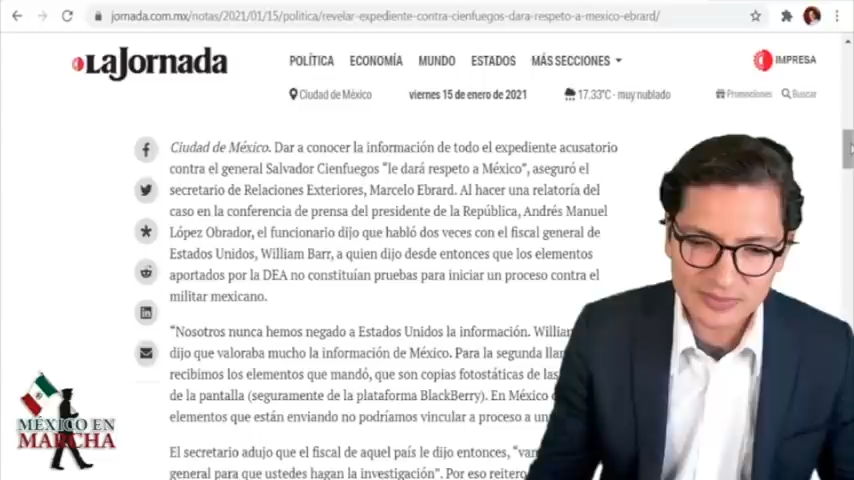 jornada.com.mx/notas/2021/01/15/politica/revelar-expediente-contra-cienfuegos-dara-respeto-a-mexico-ebrard/
La Jornada
POLÍTICA ECONOMÍA MUNDO ESTADOS MÁS SECCIONES
IMPRESA
Ciudad de México
viernes 15 de enero de 2021
17.33°C - muy nublado
Promociones
Buscar
Ciudad de México. Dar a conocer la información de todo el expediente acusatorio
contra el general Salvador Cienfuegos “le dará respeto a México”, aseguró el
secretario de Relaciones Exteriores, Marcelo Ebrard. Al hacer una relatoría del
caso en la conferencia de prensa del presidente de la República, Andrés Manuel
López Obrador, el funcionario dijo que habló dos veces con el fiscal general de
Estados Unidos, William Barr, a quien dijo desde entonces que los elementos
aportados por la DEA no constituían pruebas para iniciar un proceso contra el
militar mexicano.
“Nosotros nunca hemos negado a Estados Unidos la información. William
dijo que valoraba mucho la información de México. Para la segunda
recibimos los elementos que mandó, que son copias fotostáticas de las
de la pantalla (seguramente de la plataforma BlackBerry). En México
elementos que están enviando no podríamos vincular a proceso a
El secretario adujo que el fiscal de aquel país le dijo entonces,
general para que ustedes hagan la investigación”. Por eso reitero
MÉXICO EN
MARCHA